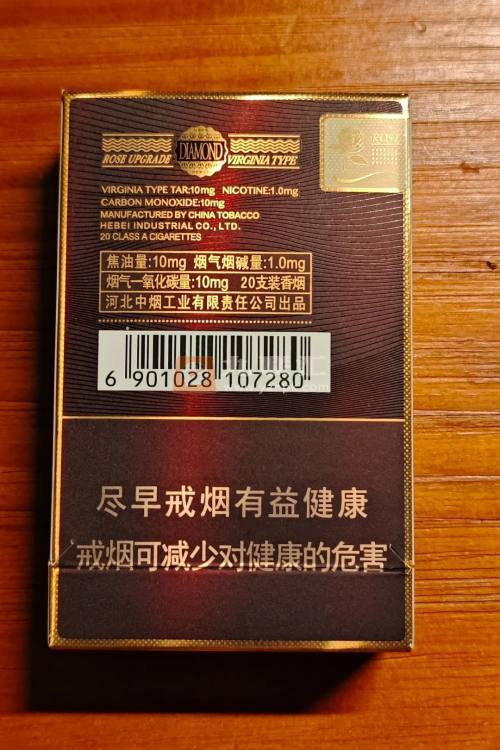 ROSE UPGRADE DIAMOND VIRGINIA TYPE
VIRGINIA TYPE TAR:10mg NICOTINE:1.0mg
CARBON MONOXIDE:10mg
MANUFACTURED BY CHINA TOBACCO
HEBEI INDUSTRIAL CO., LTD.
20 CLASS A CIGARETTES
焦油量:10mg 烟气烟碱量:1.0mg
烟气一氧化碳量:10mg 20支装香烟
河北中烟工业有限责任公司出品
6 901028 107280
尽早戒烟有益健康
戒烟可减少对健康的危害